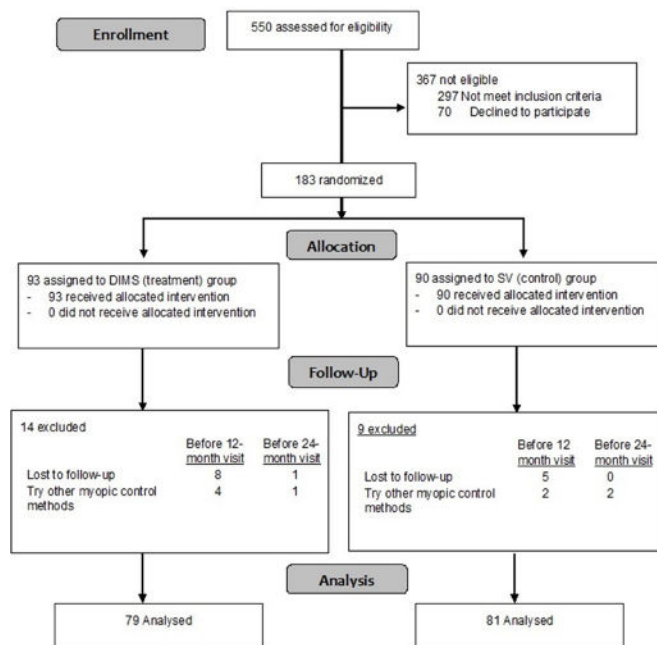 Enrollment
550 assessed for eligibility
367 not eligible
297 Not meet inclusion criteria
70 Declined to participate
183 randomized
Allocation
93 assigned to DIMS (treatment) group
- 93 received allocated intervention
- 0 did not receive allocated intervention
90 assigned to SV (control) group
- 90 received allocated intervention
- 0 did not receive allocated intervention
Follow-Up
14 excluded
Before 12- Before 24-
month visit month visit
Lost to follow-up 8 1
Try other myopic control 4 1
methods
9 excluded
Before 12 Before 24-
month visit month visit
Lost to follow-up 5 0
Try other myopic control 2 2
methods
Analysis
79 Analysed
81 Analysed